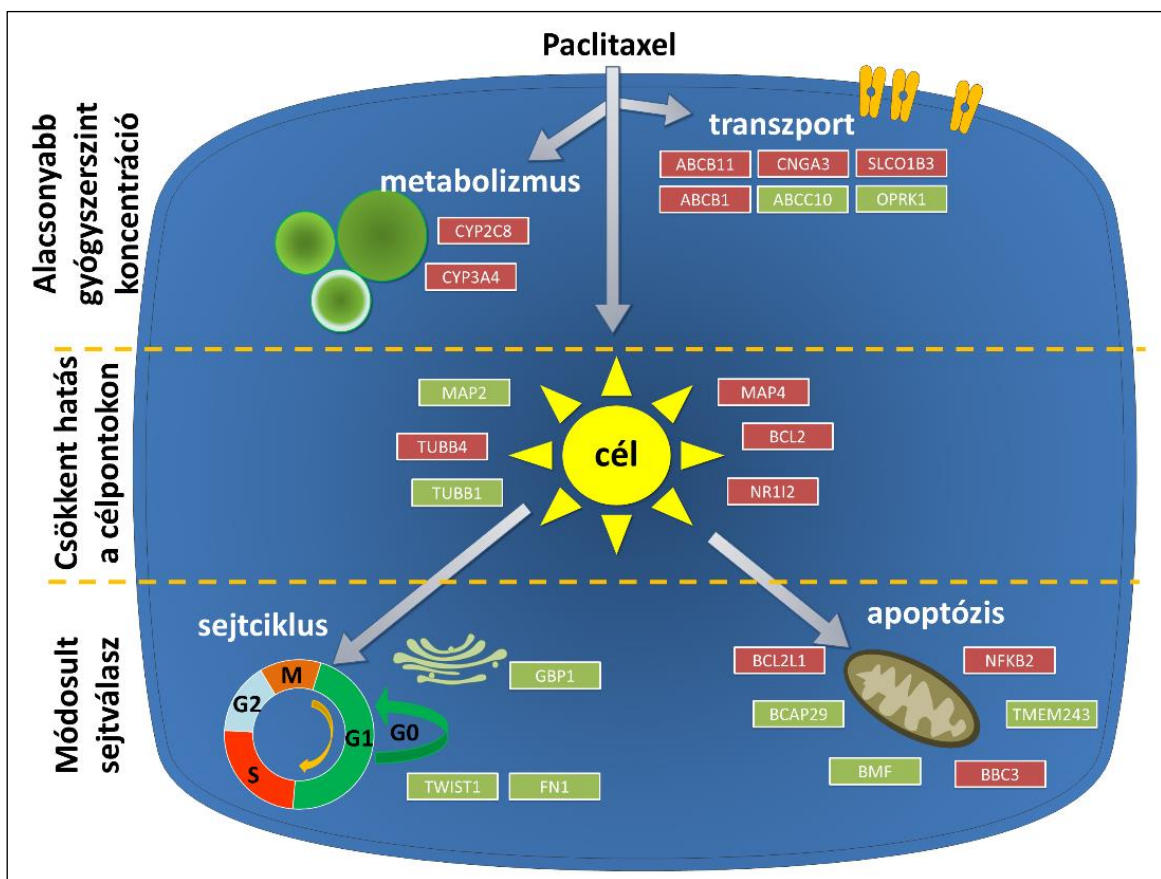 Paclitaxel
Alacsonyabb
gyógyszerszint
koncentráció
transzport
ABCB11 CNGA3 SLCO1B3
ABCB1 ABCC10 OPRK1
metabolizmus
CYP2C8
CYP3A4
Csökkent hatás
a célpontokon
MAP2
TUBB4
TUBB1
cél
MAP4
BCL2
NR1I2
Módosult
sejtválasz
sejtciklus
M
G2
G1
G0
S
GBP1
TWIST1 FN1
apoptózis
BCL2L1 NFKB2
BCAP29 TMEM243
BMF BBC3